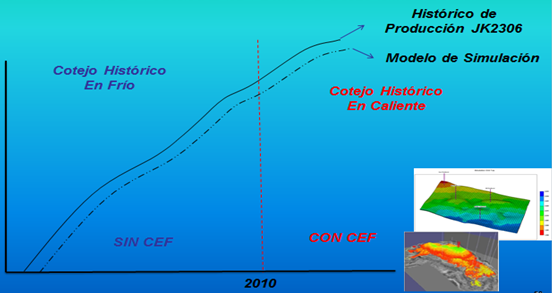 Histórico de
Producción JK2306
Modelo de Simulación
Cotejo Histórico
En Frío
Cotejo Histórico
En Caliente
SIN CEF
CON CEF
2010